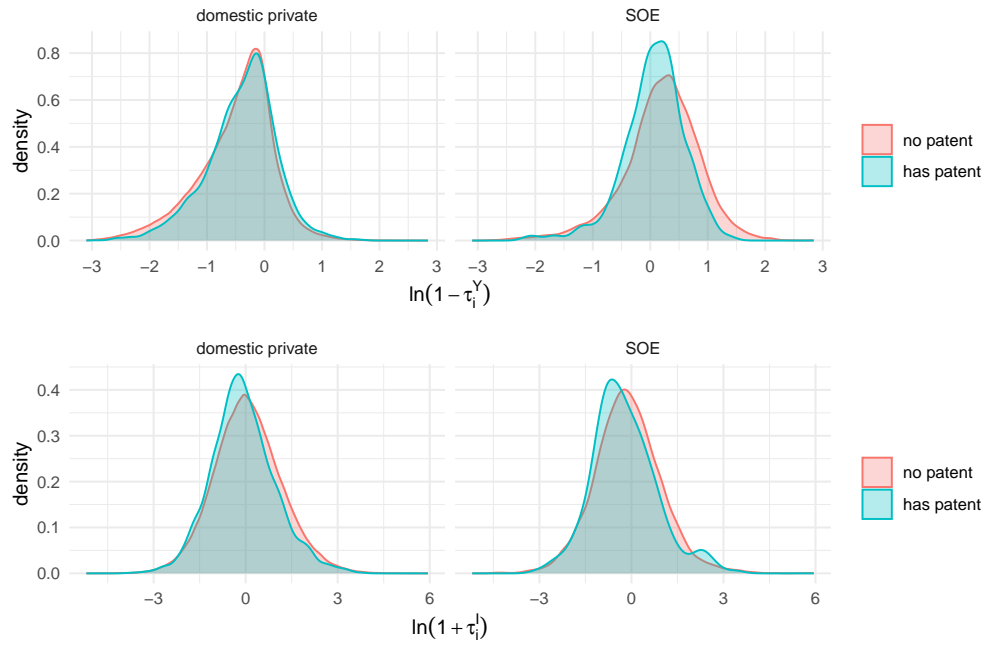 domestic private SOE
0.8
0.6
0.4
0.2
0.0
density
−3 −2 −1 0 1 2 3 −3 −2 −1 0 1 2 3
ln(1 − τ_i^Y)
no patent
has patent
domestic private SOE
0.4
0.3
0.2
0.1
0.0
density
−3 0 3 6 −3 0 3 6
ln(1 + τ_i^I)
no patent
has patent